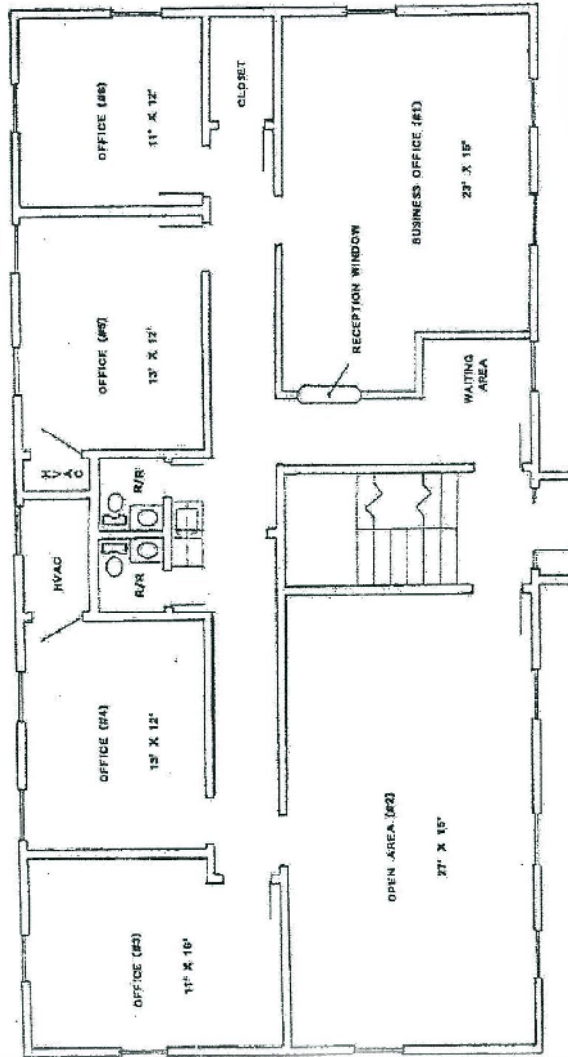 OFFICE (#3)
11' X 16'
OFFICE (#4)
13' X 12'
HVAC
HVAC
OFFICE (#5)
13' X 12'
OFFICE (#6)
11' X 12'
R/R
R/R
CLOSET
OPEN AREA (#2)
27' X 15'
WAITING
AREA
RECEPTION WINDOW
BUSINESS OFFICE (#1)
23' X 15'